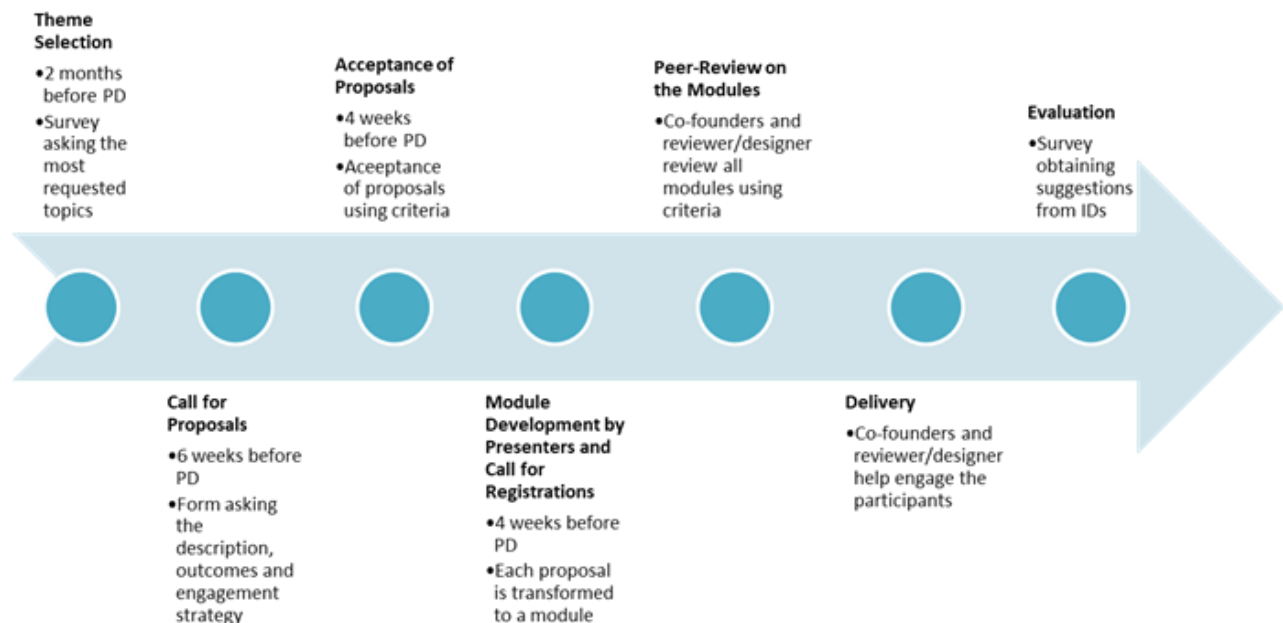 Theme
Selection
•2 months
before PD
•Survey
asking the
most
requested
topics
Call for
Proposals
•6 weeks before
PD
•Form asking
the
description,
outcomes and
engagement
strategy
Acceptance of
Proposals
•4 weeks
before PD
•Aceeptance
of proposals
using criteria
Module
Development by
Presenters and
Call for
Registrations
•4 weeks before
PD
•Each proposal
is transformed
to a module
Peer-Review on
the Modules
•Co-founders and
reviewer/designer
review all
modules using
criteria
Delivery
•Co-founders and
reviewer/designer
help engage the
participants
Evaluation
•Survey
obtaining
suggestions
from IDs